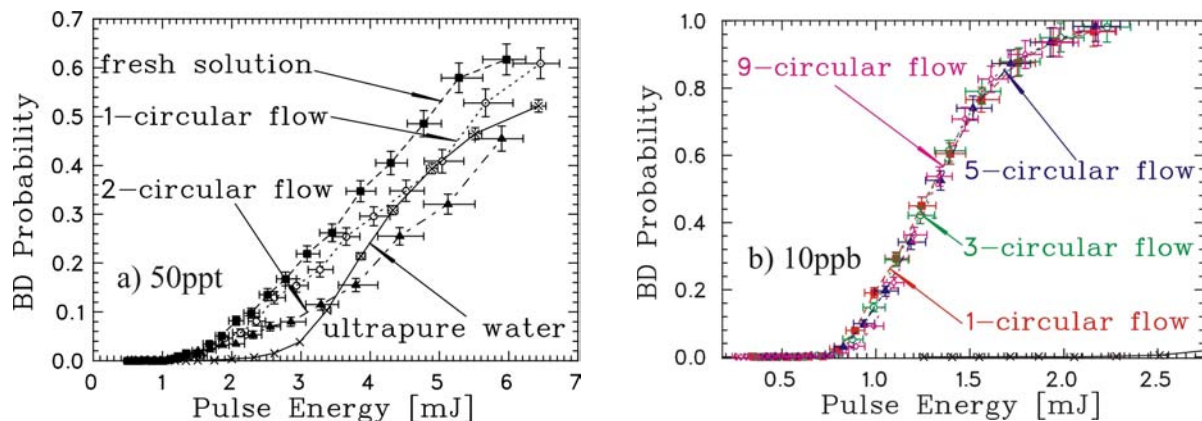 0.7
0.6
0.5
0.4
0.3
0.2
0.1
0.0
BD Probability
fresh solution
1-circular flow
2-circular flow
a) 50ppt
ultrapure water
0 1 2 3 4 5 6 7
Pulse Energy [mJ]
1.0
0.8
0.6
0.4
0.2
0.0
BD Probability
9-circular flow
5-circular flow
3-circular flow
b) 10ppb
1-circular flow
0.5 1.0 1.5 2.0 2.5
Pulse Energy [mJ]